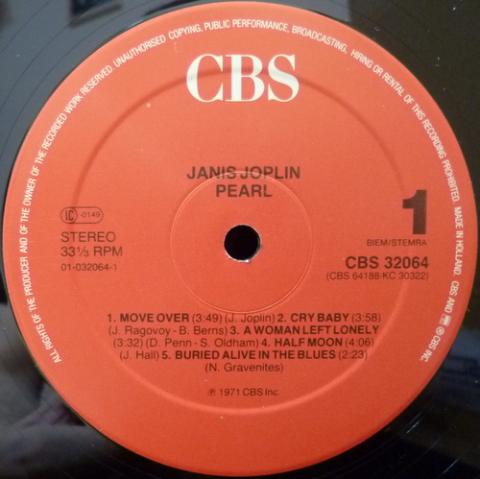 ALL RIGHTS OF THE PRODUCER AND OF THE OWNER OF THE RECORDED WORK RESERVED. UNAUTHORISED COPYING, PUBLIC PERFORMANCE, BROADCASTING, HIRING OR RENTAL OF THIS RECORDING PROHIBITED. MADE IN HOLLAND. CBS AND ℗ CBS INC
CBS
JANIS JOPLIN
PEARL
1
IC -0149
BIEM/STEMRA
STEREO
33⅓ RPM
01-032064-1
CBS 32064
(CBS 64188-KC 30322)
1. MOVE OVER (3:49) (J. Joplin) 2. CRY BABY (3:58)
(J. Ragovoy - B. Berns) 3. A WOMAN LEFT LONELY
(3:32) (D. Penn - S. Oldham) 4. HALF MOON (4:06)
(J. Hall) 5. BURIED ALIVE IN THE BLUES (2:23)
(N. Gravenites)
℗ 1971 CBS Inc.